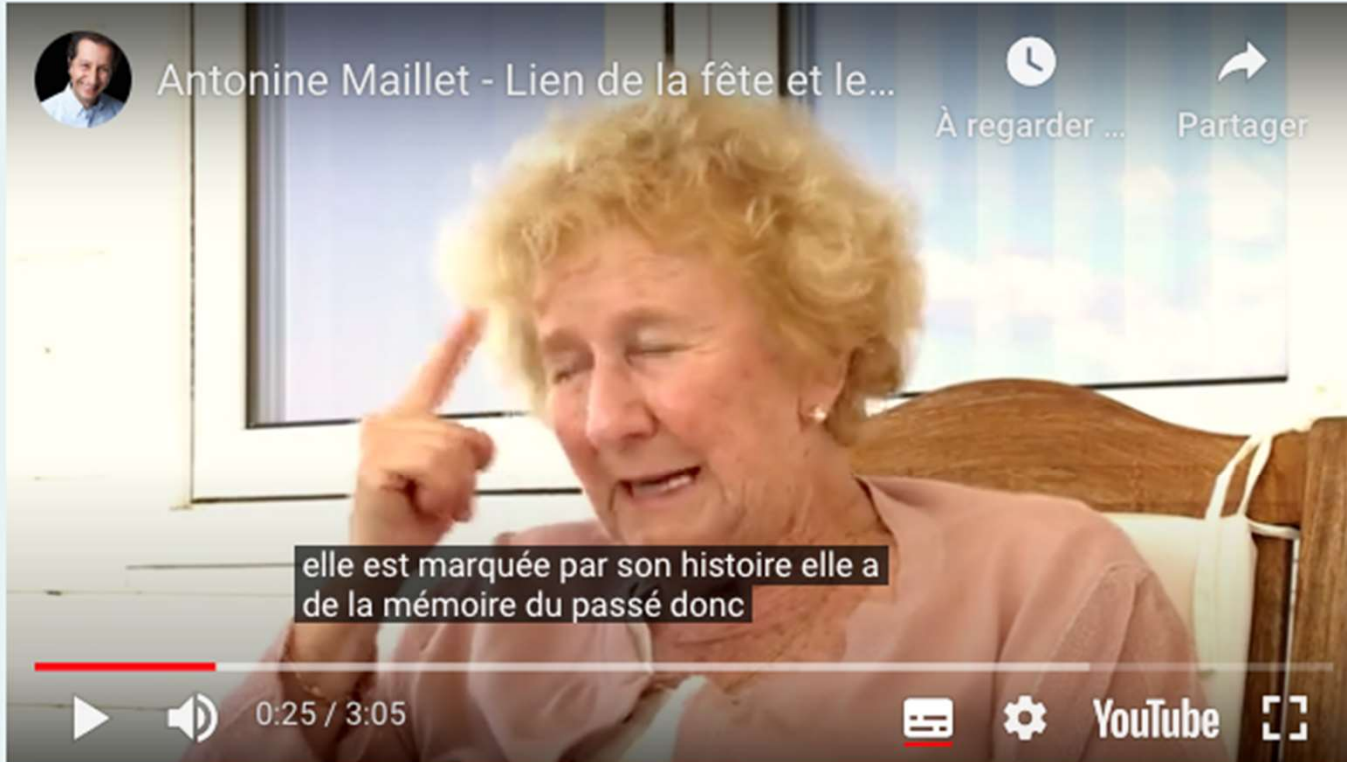 Antonine Maillet - Lien de la fête et le...
À regarder ...
Partager
elle est marquée par son histoire elle a
de la mémoire du passé donc
0:25 / 3:05
YouTube